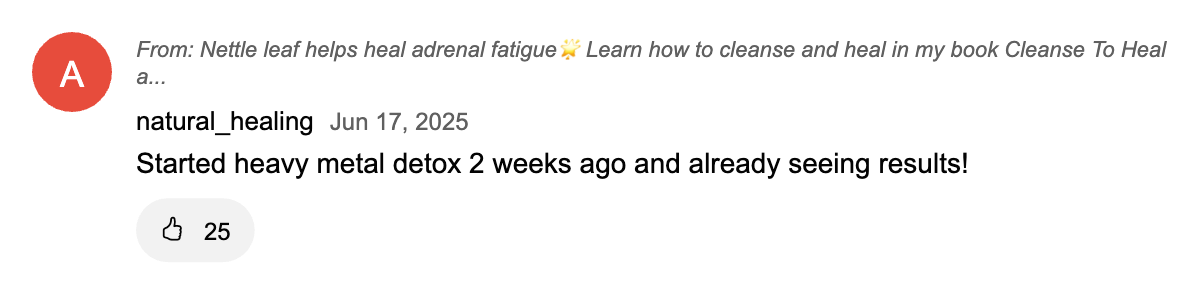 A
From: Nettle leaf helps heal adrenal fatigue🌟 Learn how to cleanse and heal in my book Cleanse To Heal
a...
natural_healing Jun 17, 2025
Started heavy metal detox 2 weeks ago and already seeing results!
25